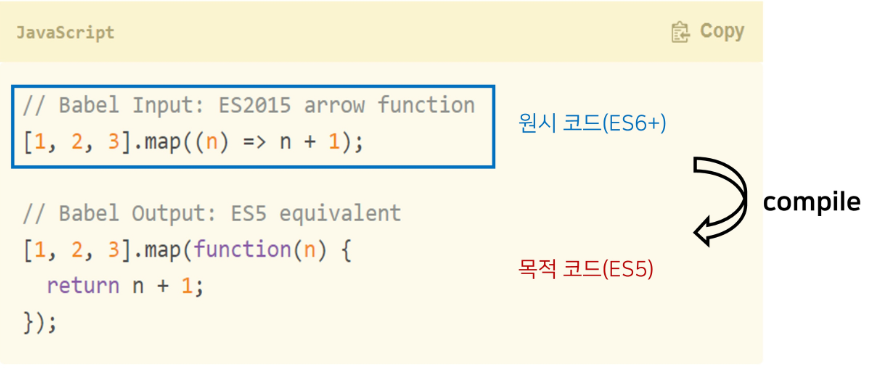 JavaScript
Copy
// Babel Input: ES2015 arrow function
[1, 2, 3].map((n) => n + 1);
원시 코드(ES6+)
compile
// Babel Output: ES5 equivalent
[1, 2, 3].map(function(n) {
  return n + 1;
});
목적 코드(ES5)